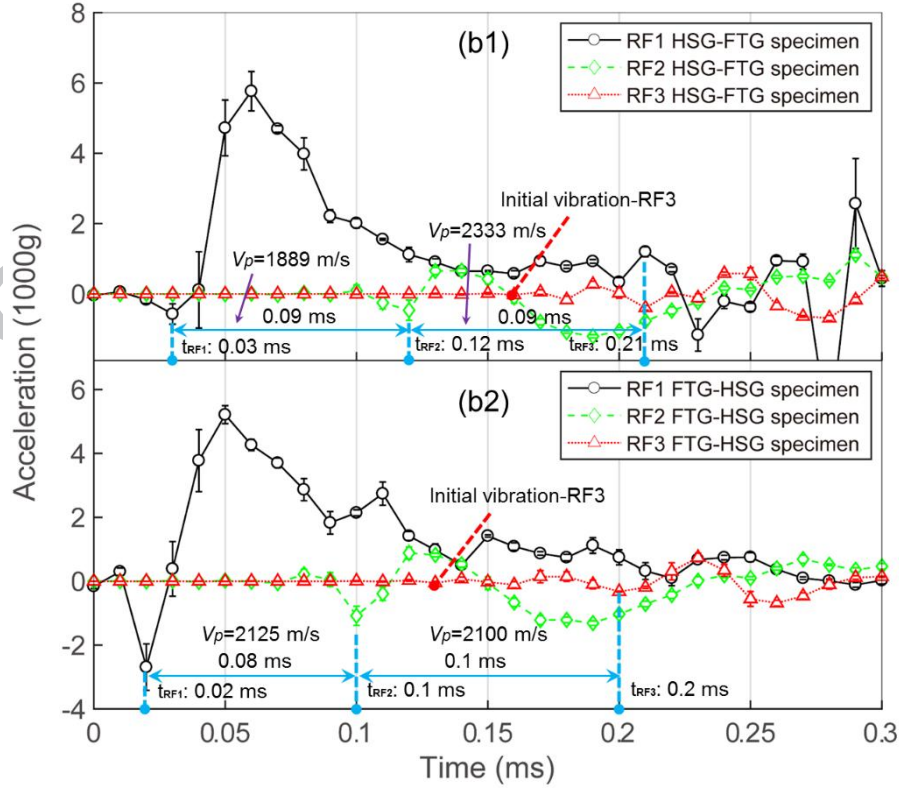 (b1)
RF1 HSG-FTG specimen
RF2 HSG-FTG specimen
RF3 HSG-FTG specimen
8
6
4
2
0
Initial vibration-RF3
Vp=2333 m/s
Vp=1889 m/s
0.09 ms
0.09 ms
tRF1: 0.03 ms
tRF2: 0.12 ms
tRF3: 0.21 ms
Acceleration (1000g)
(b2)
RF1 FTG-HSG specimen
RF2 FTG-HSG specimen
RF3 FTG-HSG specimen
6
4
2
0
-2
-4
Initial vibration-RF3
Vp=2125 m/s
Vp=2100 m/s
0.08 ms
0.1 ms
tRF1: 0.02 ms
tRF2: 0.1 ms
tRF3: 0.2 ms
0 0.05 0.1 0.15 0.2 0.25 0.3
Time (ms)